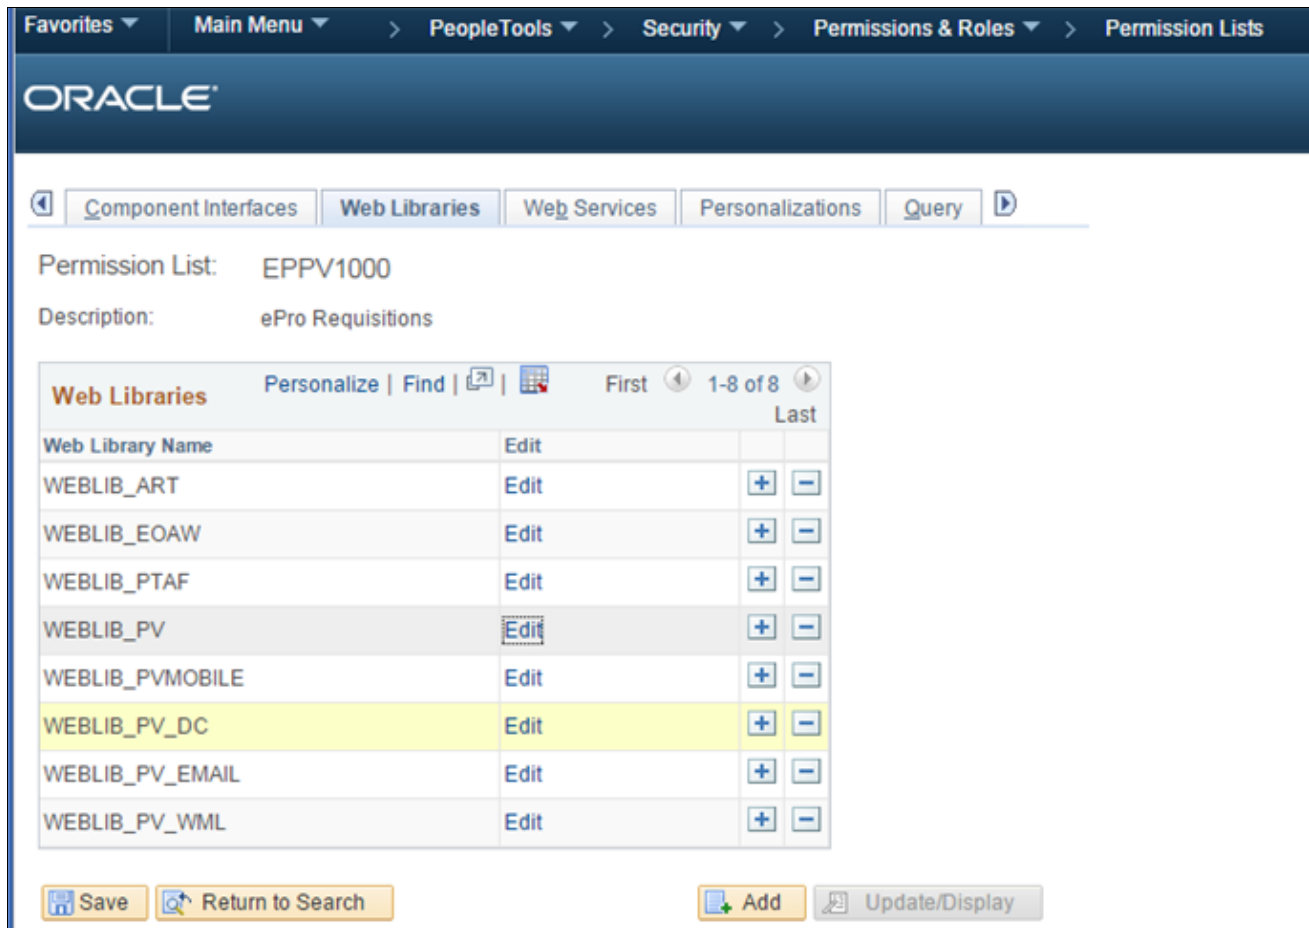 Favorites Main Menu > PeopleTools > Security > Permissions & Roles > Permission Lists
ORACLE
Component Interfaces Web Libraries Web Services Personalizations Query
Permission List: EPPV1000
Description: ePro Requisitions
Web Libraries Personalize | Find | | First 1-8 of 8
Last
Web Library Name Edit
WEBLIB_ART Edit
WEBLIB_EOAW Edit
WEBLIB_PTAF Edit
WEBLIB_PV Edit
WEBLIB_PVMOBILE Edit
WEBLIB_PV_DC Edit
WEBLIB_PV_EMAIL Edit
WEBLIB_PV_WML Edit
Save Return to Search Add Update/Display